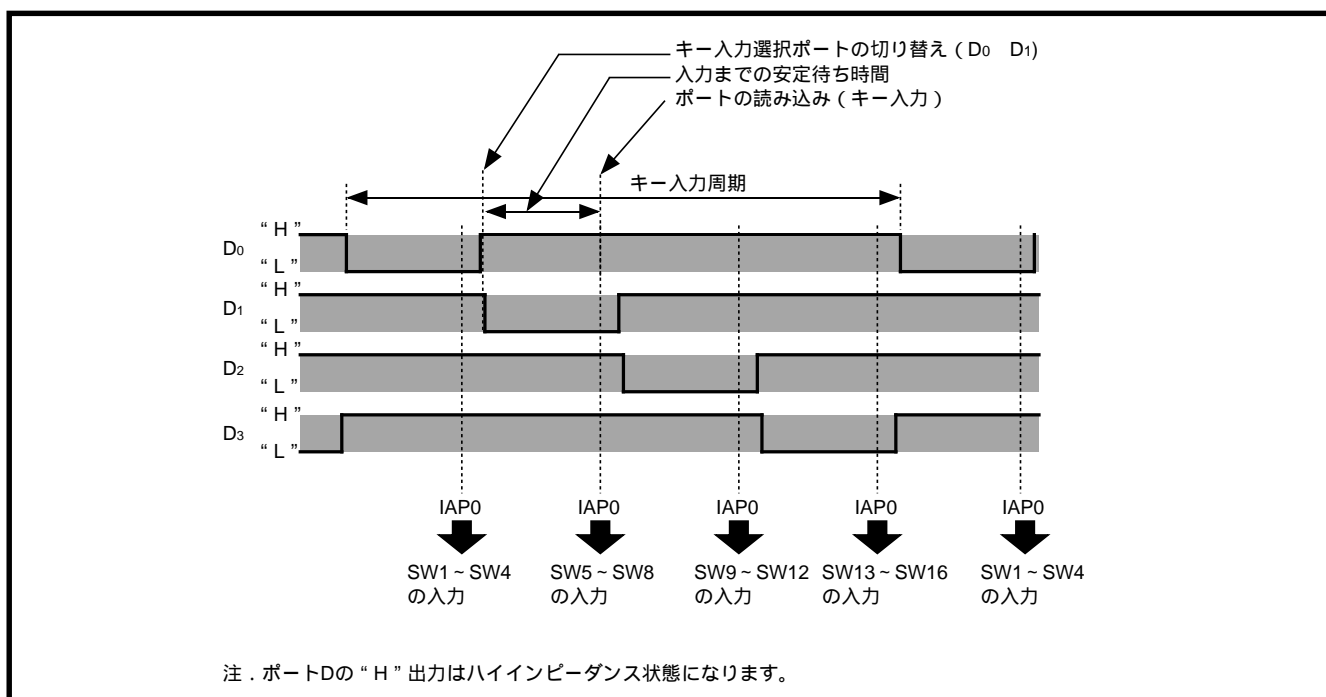 キー入力選択ポートの切り替え（D0　D1）
入力までの安定待ち時間
ポートの読み込み（キー入力）
キー入力周期
D0 “ H ” “ L ”
D1 “ H ” “ L ”
D2 “ H ” “ L ”
D3 “ H ” “ L ”
IAP0 IAP0 IAP0 IAP0 IAP0
SW1 ~ SW4 SW5 ~ SW8 SW9 ~ SW12 SW13 ~ SW16 SW1 ~ SW4
の入力 の入力 の入力 の入力 の入力
注．ポートDの “ H ” 出力はハイインピーダンス状態になります。